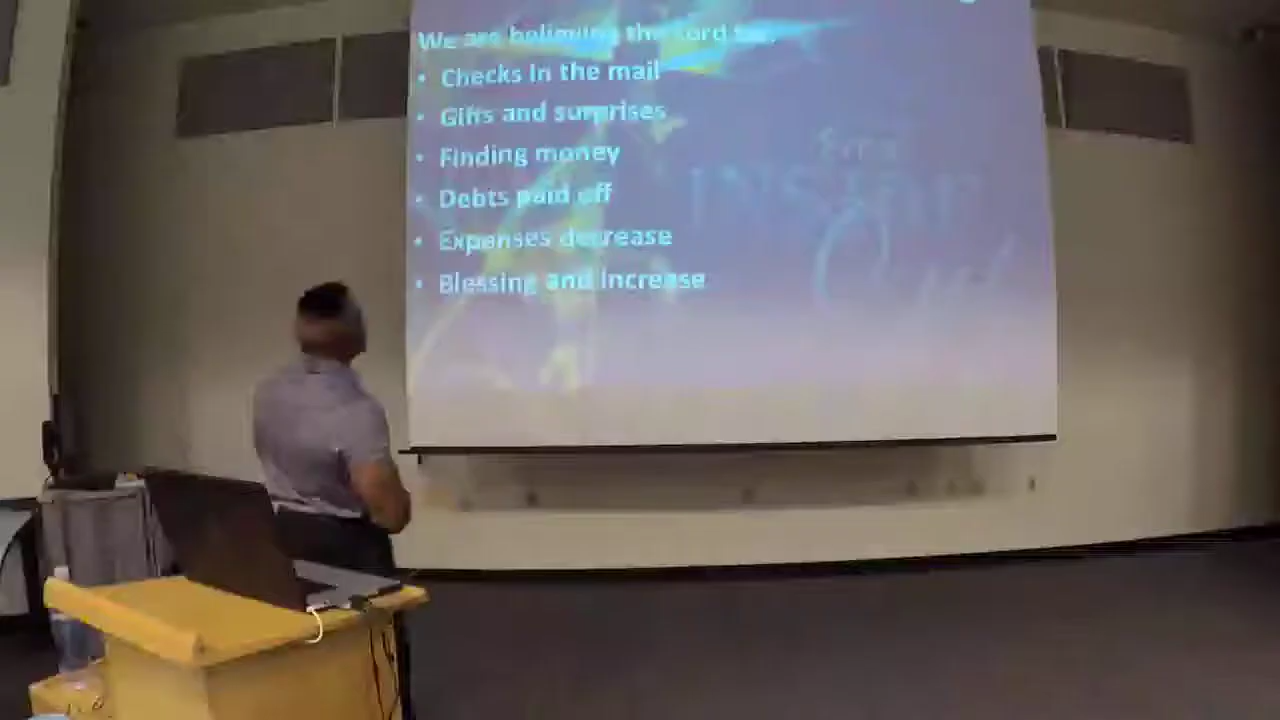 We are believing the Lord for:
• Checks in the mail
• Gifts and surprises
• Finding money
• Debts paid off
• Expenses decrease
• Blessing and increase